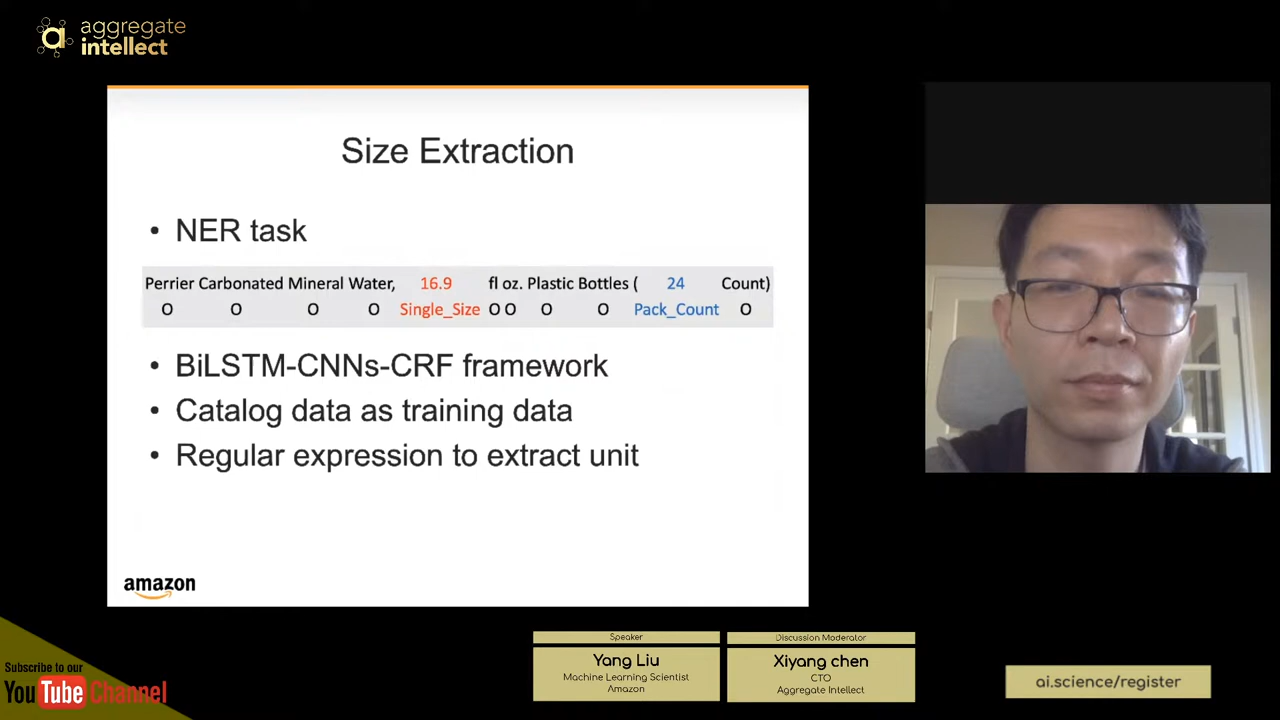 aggregate
intellect
Size Extraction
• NER task
Perrier Carbonated Mineral Water, 16.9 fl oz. Plastic Bottles ( 24 Count)
O O O O Single_Size O O O O Pack_Count O
• BiLSTM-CNNs-CRF framework
• Catalog data as training data
• Regular expression to extract unit
amazon
Speaker
Yang Liu
Machine Learning Scientist
Amazon
Discussion Moderator
Xiyang chen
CTO
Aggregate Intellect
ai.science/register
Subscribe to our
YouTube Channel